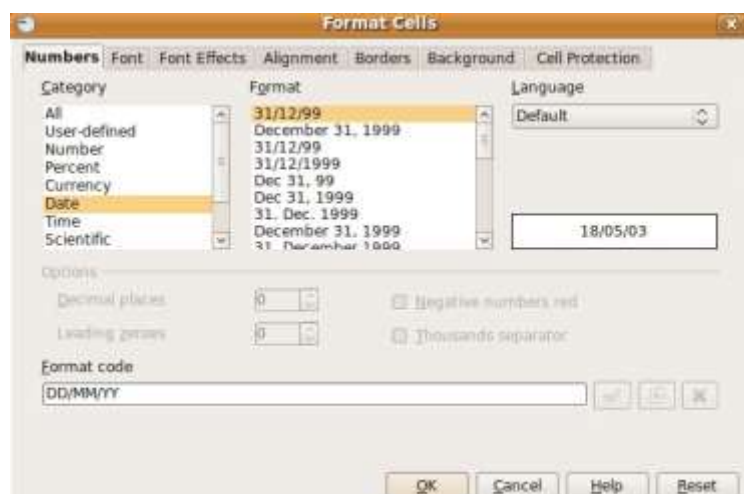 Format Cells
Numbers Font Font Effects Alignment Borders Background Cell Protection
Category
All
User-defined
Number
Percent
Currency
Date
Time
Scientific
Format
31/12/99
December 31, 1999
31/12/99
31/12/1999
Dec 31, 99
Dec 31, 1999
31. Dec. 1999
December 31, 1999
31. December 1999
Language
Default
18/05/03
Options
Decimal places 0
Negative numbers red
Leading zeroes 0
Thousands separator
Format code
DD/MM/YY
OK Cancel Help Reset